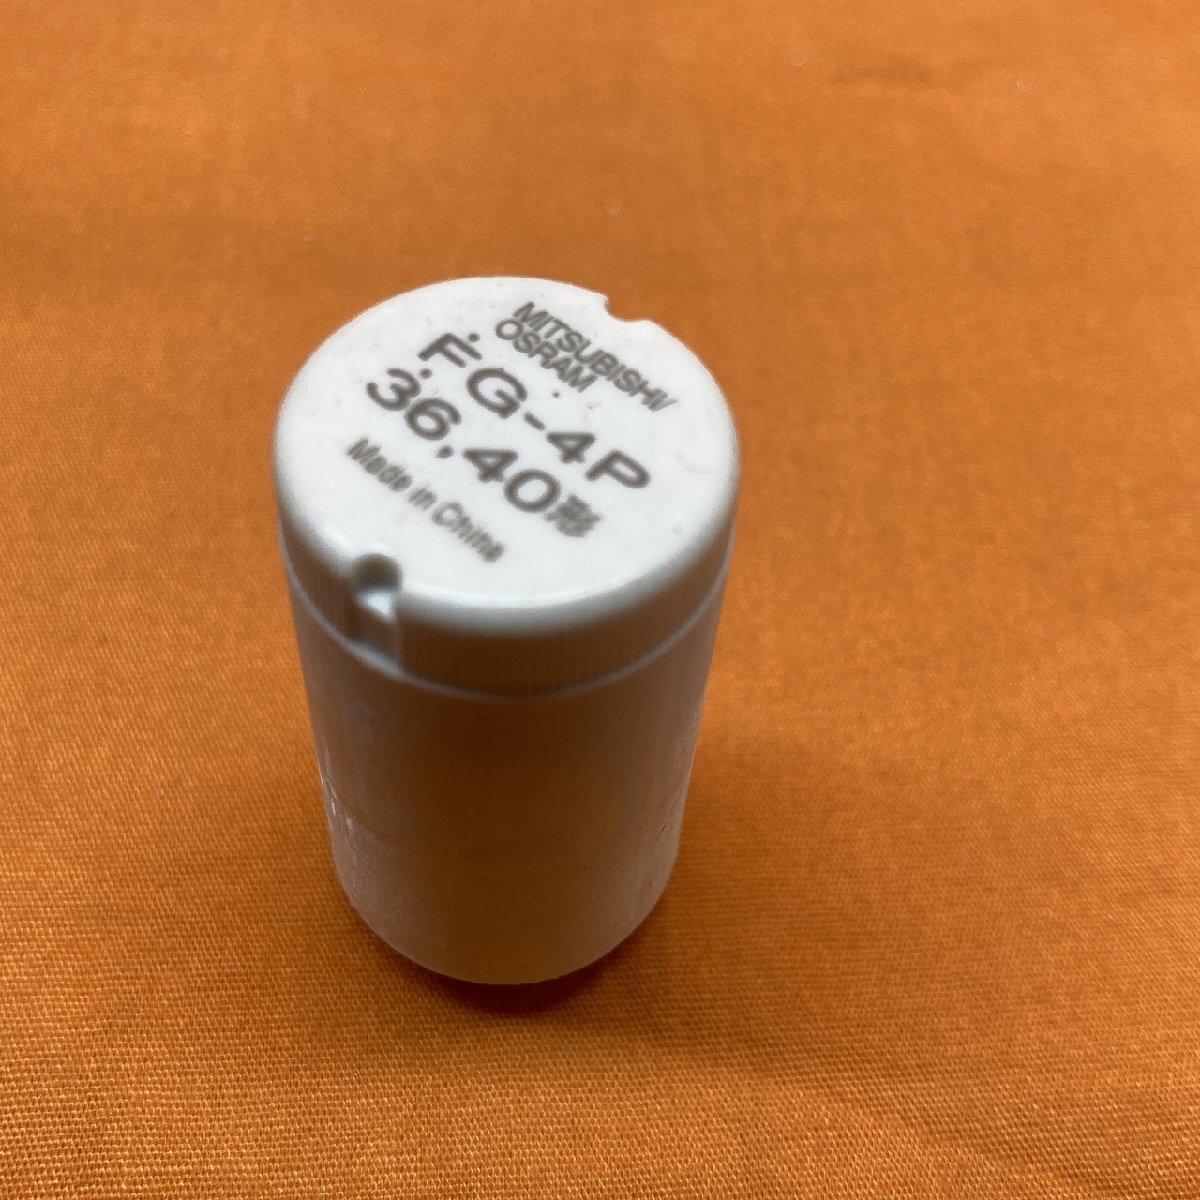 MITSUBISHI/
OSRAM
FG-4P
36,40形
Made in China